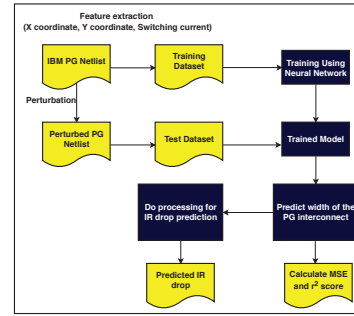 Feature extraction
(X coordinate, Y coordinate, Switching current)
IBM PG Netlist
Training
Dataset
Training Using
Neural Network
Perturbation
Perturbed PG
Netlist
Test Dataset
Trained Model
Do processing for
IR drop prediction
Predict width of the
PG interconnect
Predicted IR
drop
Calculate MSE
and r² score